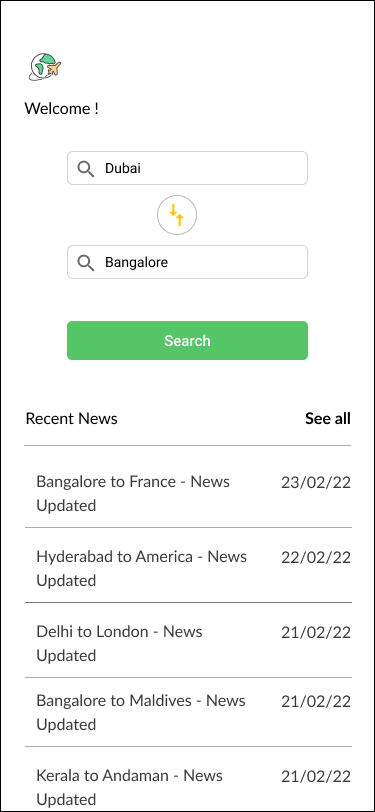 Welcome !
Dubai
Bangalore
Search
Recent News See all
Bangalore to France - News 23/02/22
Updated
Hyderabad to America - News 22/02/22
Updated
Delhi to London - News 21/02/22
Updated
Bangalore to Maldives - News 21/02/22
Updated
Kerala to Andaman - News 21/02/22
Updated